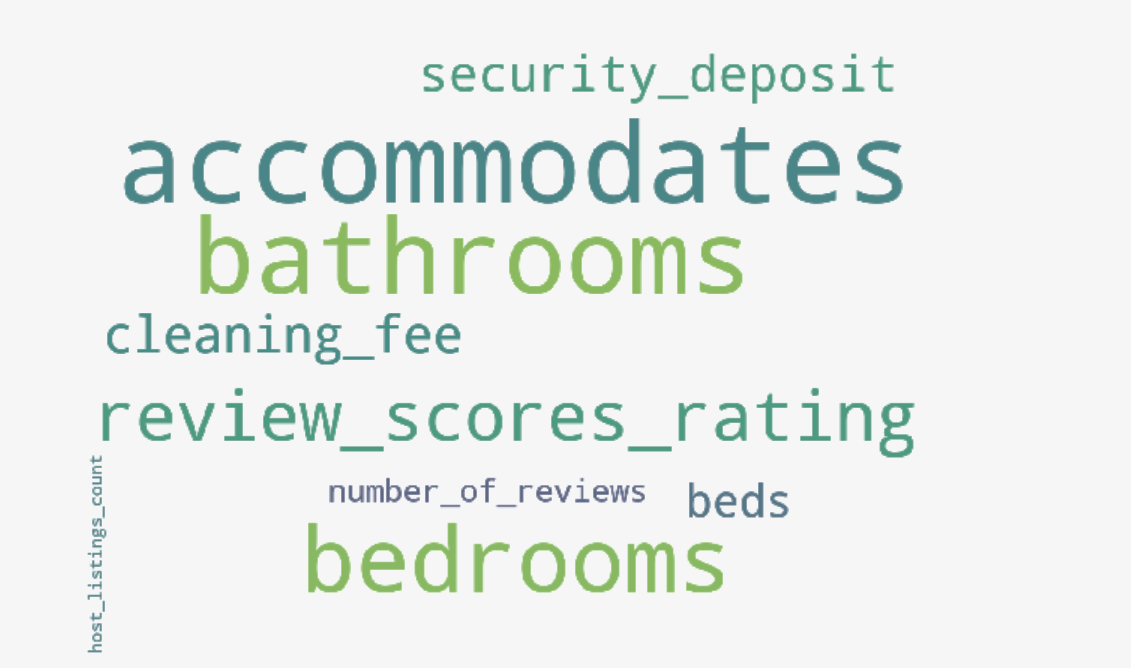 security_deposit
accommodates
bathrooms
cleaning_fee
review_scores_rating
host_listings_count
number_of_reviews
beds
bedrooms